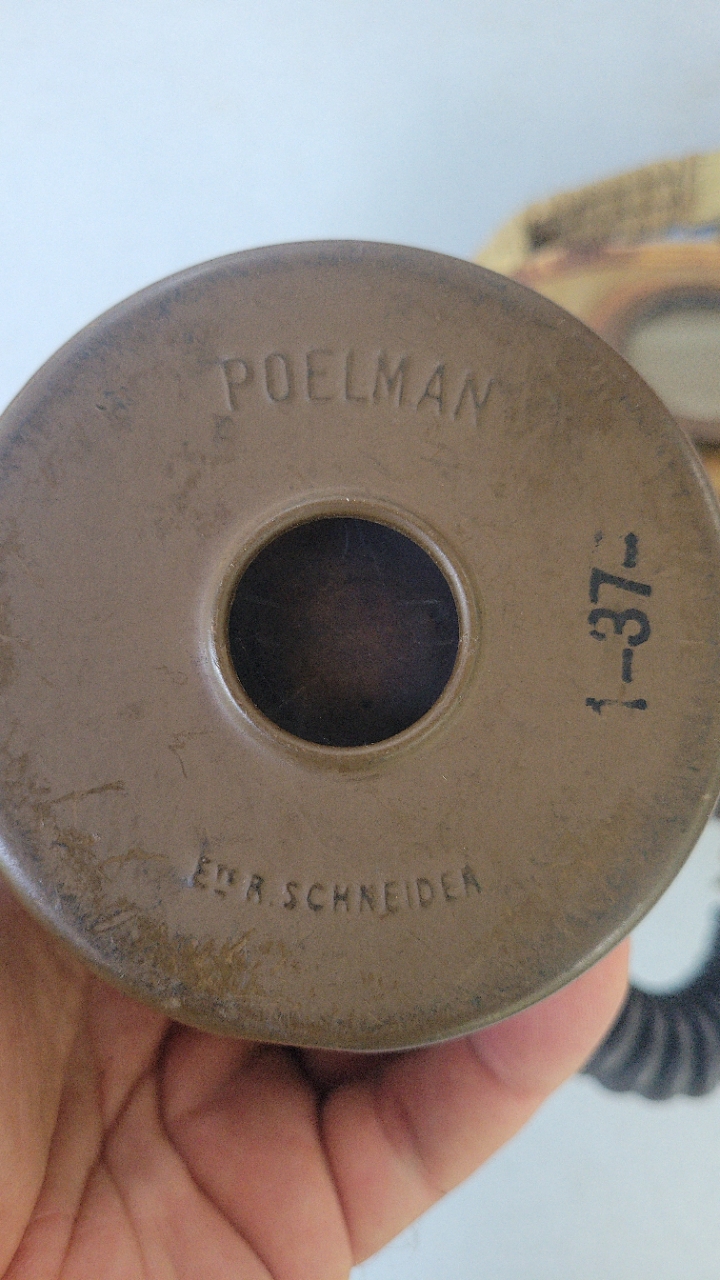 POELMAN
1-37-
Ets R. SCHNEIDER